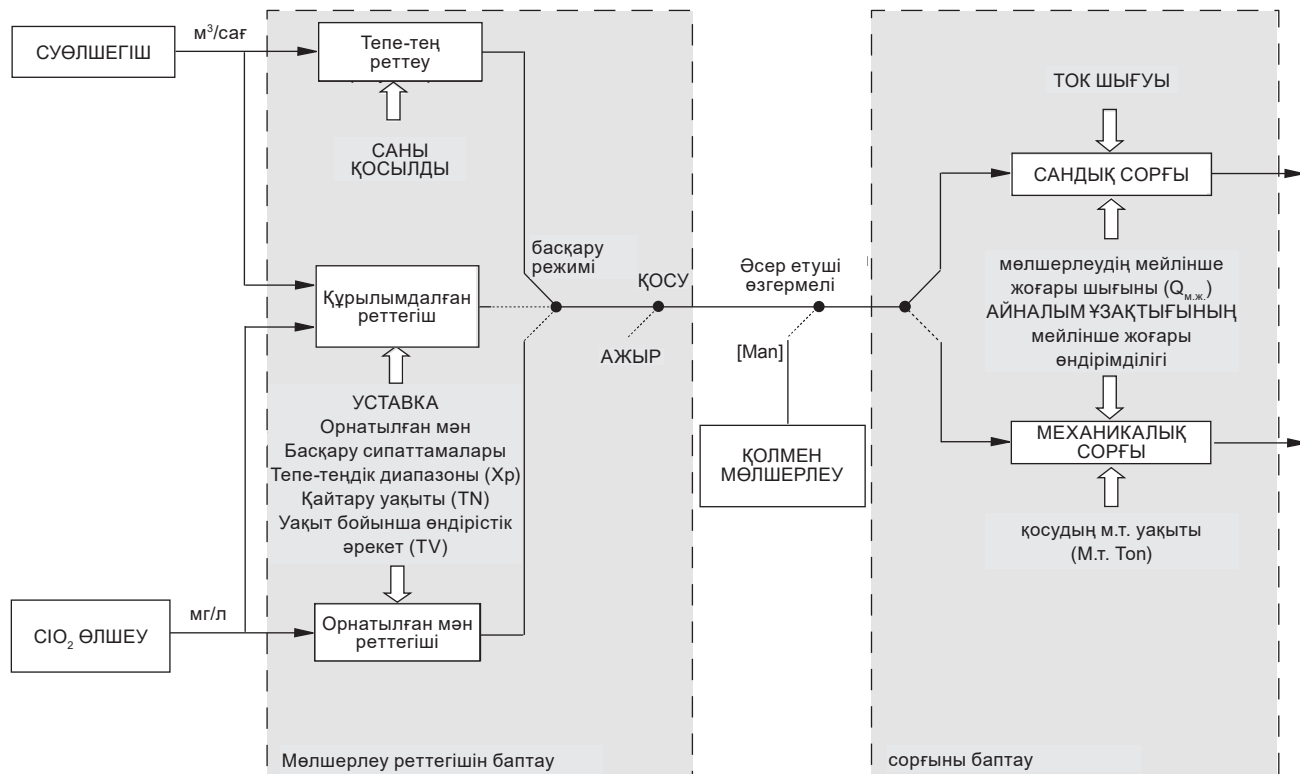 СУӨЛШЕГІШ
м³/сағ
Тепе-тең
реттеу
САНЫ
ҚОСЫЛДЫ
Құрылымдалған
реттегіш
УСТАВКА
Орнатылған мән
Басқару сипаттамалары
Тепе-теңдік диапазоны (Xp)
Қайтару уақыты (TN)
Уақыт бойынша өндірістік
әрекет (TV)
ClO₂ ӨЛШЕУ
мг/л
Орнатылған мән
реттегіші
Мөлшерлеу реттегішін баптау
басқару
режимі
ҚОСУ
АЖЫР
Әсер етуші
өзгермелі
[Man]
ҚОЛМЕН
МӨЛШЕРЛЕУ
ТОК ШЫҒУЫ
САНДЫҚ СОРҒЫ
мөлшерлеудің мейлінше
жоғары шығыны (Qм.ж.)
АЙНАЛЫМ ҰЗАҚТЫҒЫНЫҢ
мейлінше жоғары
өндірімділігі
МЕХАНИКАЛЫҚ
СОРҒЫ
қосудың м.т. уақыты
(М.т. Ton)
сорғыны баптау